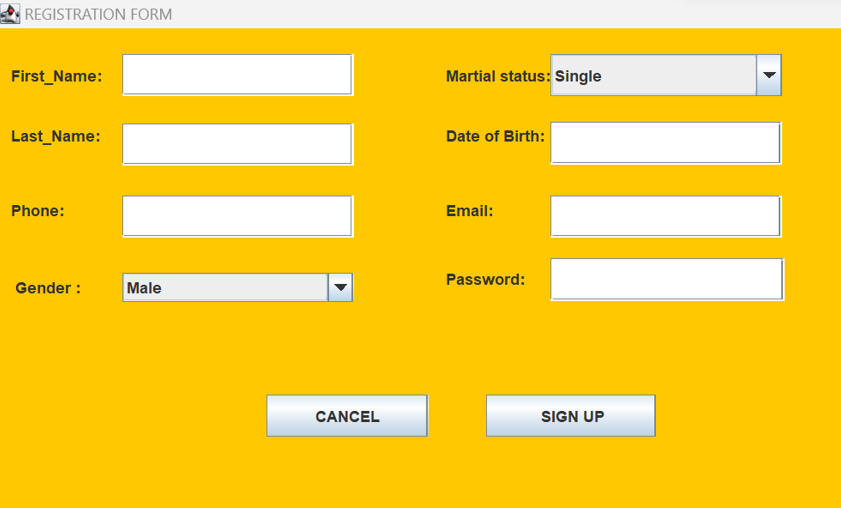 REGISTRATION FORM
First_Name:
Martial status: Single
Last_Name:
Date of Birth:
Phone:
Email:
Gender : Male
Password:
CANCEL
SIGN UP